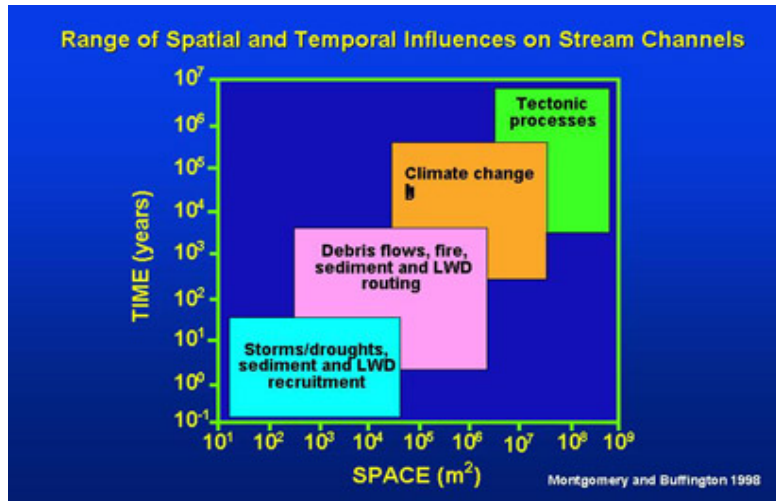 Range of Spatial and Temporal Influences on Stream Channels
10⁷
10⁶
10⁵
10⁴
10³
10²
10¹
10⁰
10⁻¹
TIME (years)
Tectonic
processes
Climate change
Debris flows, fire,
sediment and LWD
routing
Storms/droughts,
sediment and LWD
recruitment
10¹ 10² 10³ 10⁴ 10⁵ 10⁶ 10⁷ 10⁸ 10⁹
SPACE (m²)
Montgomery and Buffington 1998